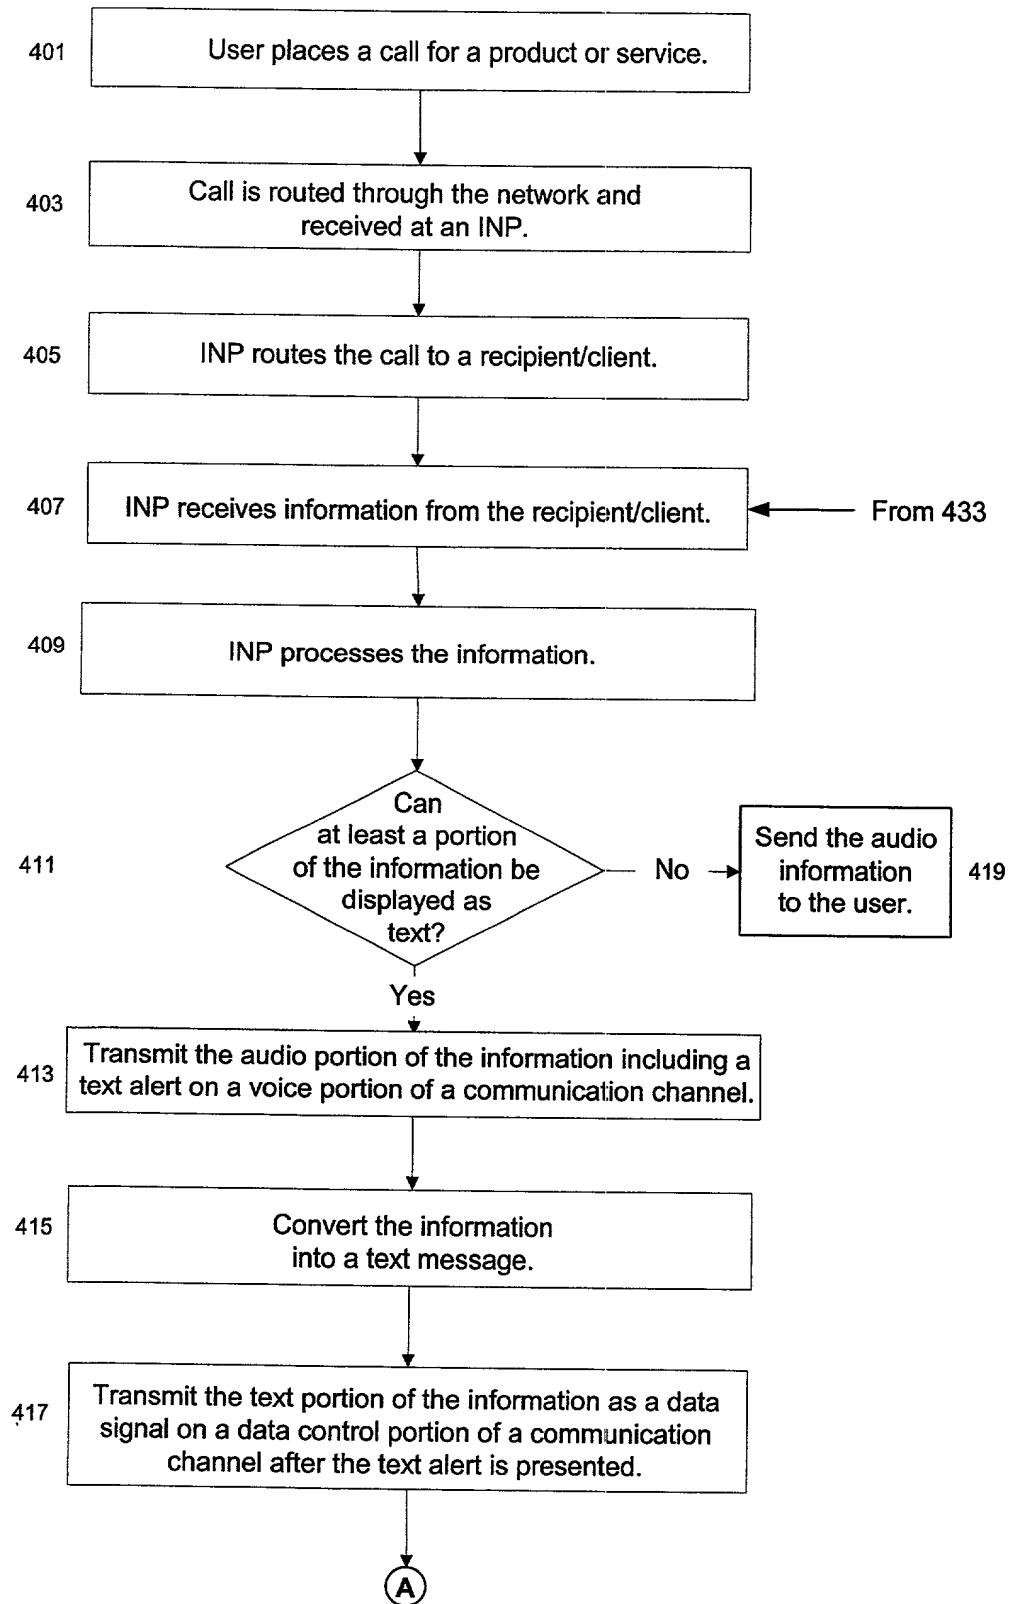 401
User places a call for a product or service.
403
Call is routed through the network and
received at an INP.
405
INP routes the call to a recipient/client.
407
INP receives information from the recipient/client.
From 433
409
INP processes the information.
411
Can
at least a portion
of the information be
displayed as
text?
No
Send the audio
information
to the user.
419
Yes
413
Transmit the audio portion of the information including a
text alert on a voice portion of a communication channel.
415
Convert the information
into a text message.
417
Transmit the text portion of the information as a data
signal on a data control portion of a communication
channel after the text alert is presented.
A